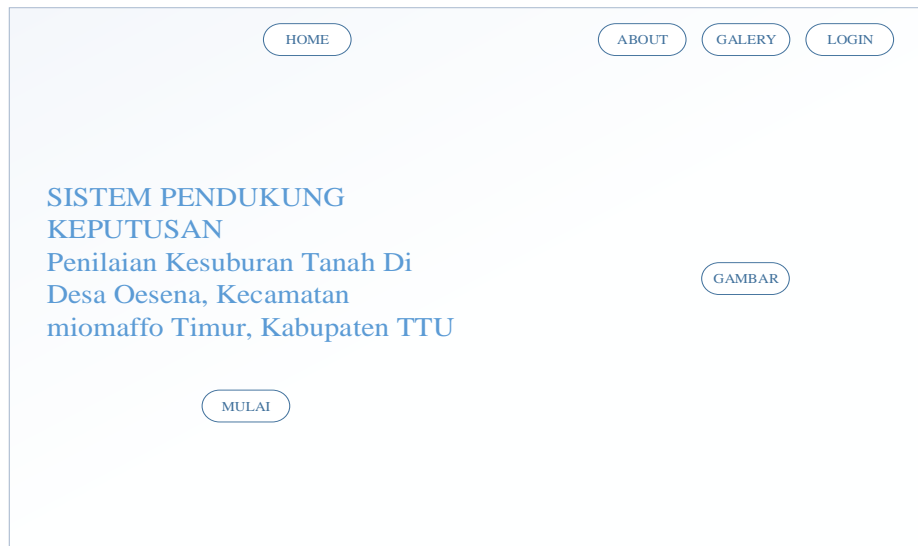 HOME
ABOUT
GALERY
LOGIN
SISTEM PENDUKUNG
KEPUTUSAN
Penilaian Kesuburan Tanah Di
Desa Oesena, Kecamatan
miomaffo Timur, Kabupaten TTU
GAMBAR
MULAI